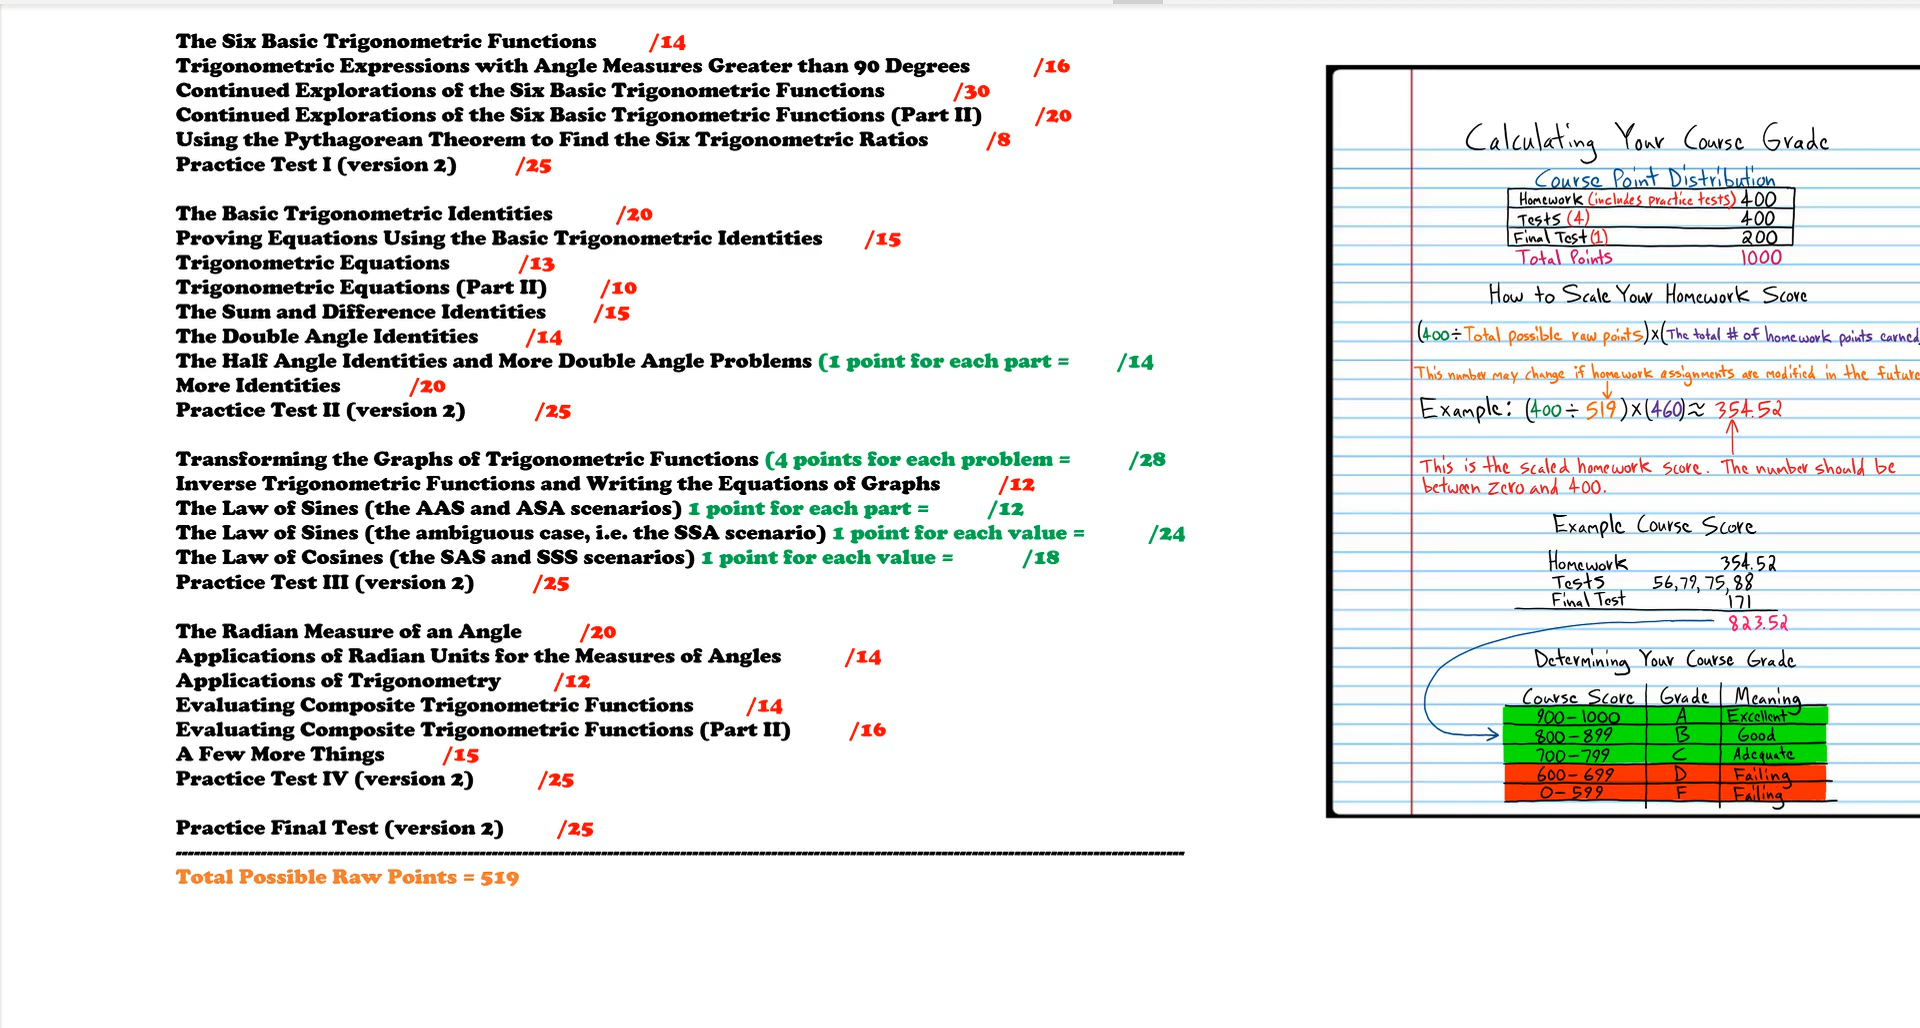 The Six Basic Trigonometric Functions /14
Trigonometric Expressions with Angle Measures Greater than 90 Degrees /16
Continued Explorations of the Six Basic Trigonometric Functions /30
Continued Explorations of the Six Basic Trigonometric Functions (Part II) /20
Using the Pythagorean Theorem to Find the Six Trigonometric Ratios /8
Practice Test I (version 2) /25
The Basic Trigonometric Identities /20
Proving Equations Using the Basic Trigonometric Identities /15
Trigonometric Equations /13
Trigonometric Equations (Part II) /10
The Sum and Difference Identities /15
The Double Angle Identities /14
The Half Angle Identities and More Double Angle Problems (1 point for each part = /14
More Identities /20
Practice Test II (version 2) /25
Transforming the Graphs of Trigonometric Functions (4 points for each problem = /28
Inverse Trigonometric Functions and Writing the Equations of Graphs /12
The Law of Sines (the AAS and ASA scenarios) 1 point for each part = /12
The Law of Sines (the ambiguous case, i.e. the SSA scenario) 1 point for each value = /24
The Law of Cosines (the SAS and SSS scenarios) 1 point for each value = /18
Practice Test III (version 2) /25
The Radian Measure of an Angle /20
Applications of Radian Units for the Measures of Angles /14
Applications of Trigonometry /12
Evaluating Composite Trigonometric Functions /14
Evaluating Composite Trigonometric Functions (Part II) /16
A Few More Things /15
Practice Test IV (version 2) /25
Practice Final Test (version 2) /25
Total Possible Raw Points = 519
Calculating Your Course Grade
Course Point Distribution
Homework (includes practice tests) 400
Tests (4) 400
Final Test (1) 200
Total Points 1000
How to Scale Your Homework Score
(400÷Total possible raw points)×(The total # of homework points earned
This number may change if homework assignments are modified in the future
Example: (400÷519)×(460)≈ 354.52
This is the scaled homework score. The number should be
between zero and 400.
Example Course Score
Homework 354.52
Tests 56,79,75,88
Final Test 171
823.52
Determining Your Course Grade
Course Score Grade Meaning
900-1000 A Excellent
800-899 B Good
700-799 C Adequate
600-699 D Failing
0-599 F Failing